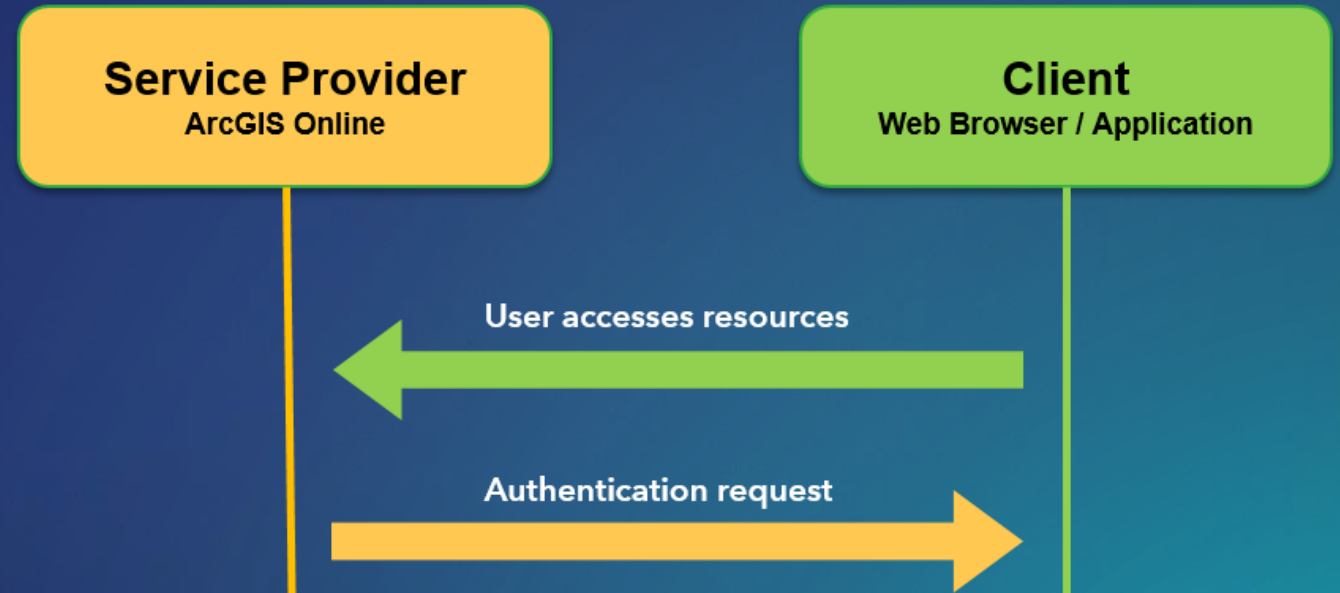 Service Provider
ArcGIS Online
Client
Web Browser / Application
User accesses resources
Authentication request